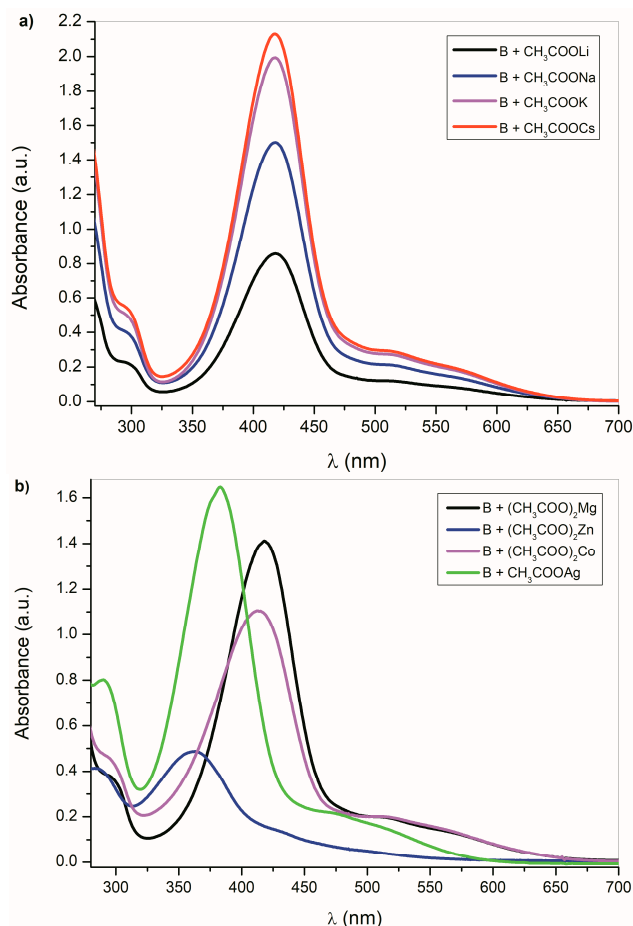 a)
2.2
2.0
1.8
1.6
1.4
1.2
1.0
0.8
0.6
0.4
0.2
0.0
Absorbance (a.u.)
B + CH₃COOLi
B + CH₃COONa
B + CH₃COOK
B + CH₃COOCs
300 350 400 450 500 550 600 650 700
λ (nm)
b)
1.6
1.4
1.2
1.0
0.8
0.6
0.4
0.2
0.0
Absorbance (a.u.)
B + (CH₃COO)₂Mg
B + (CH₃COO)₂Zn
B + (CH₃COO)₂Co
B + CH₃COOAg
300 350 400 450 500 550 600 650 700
λ (nm)